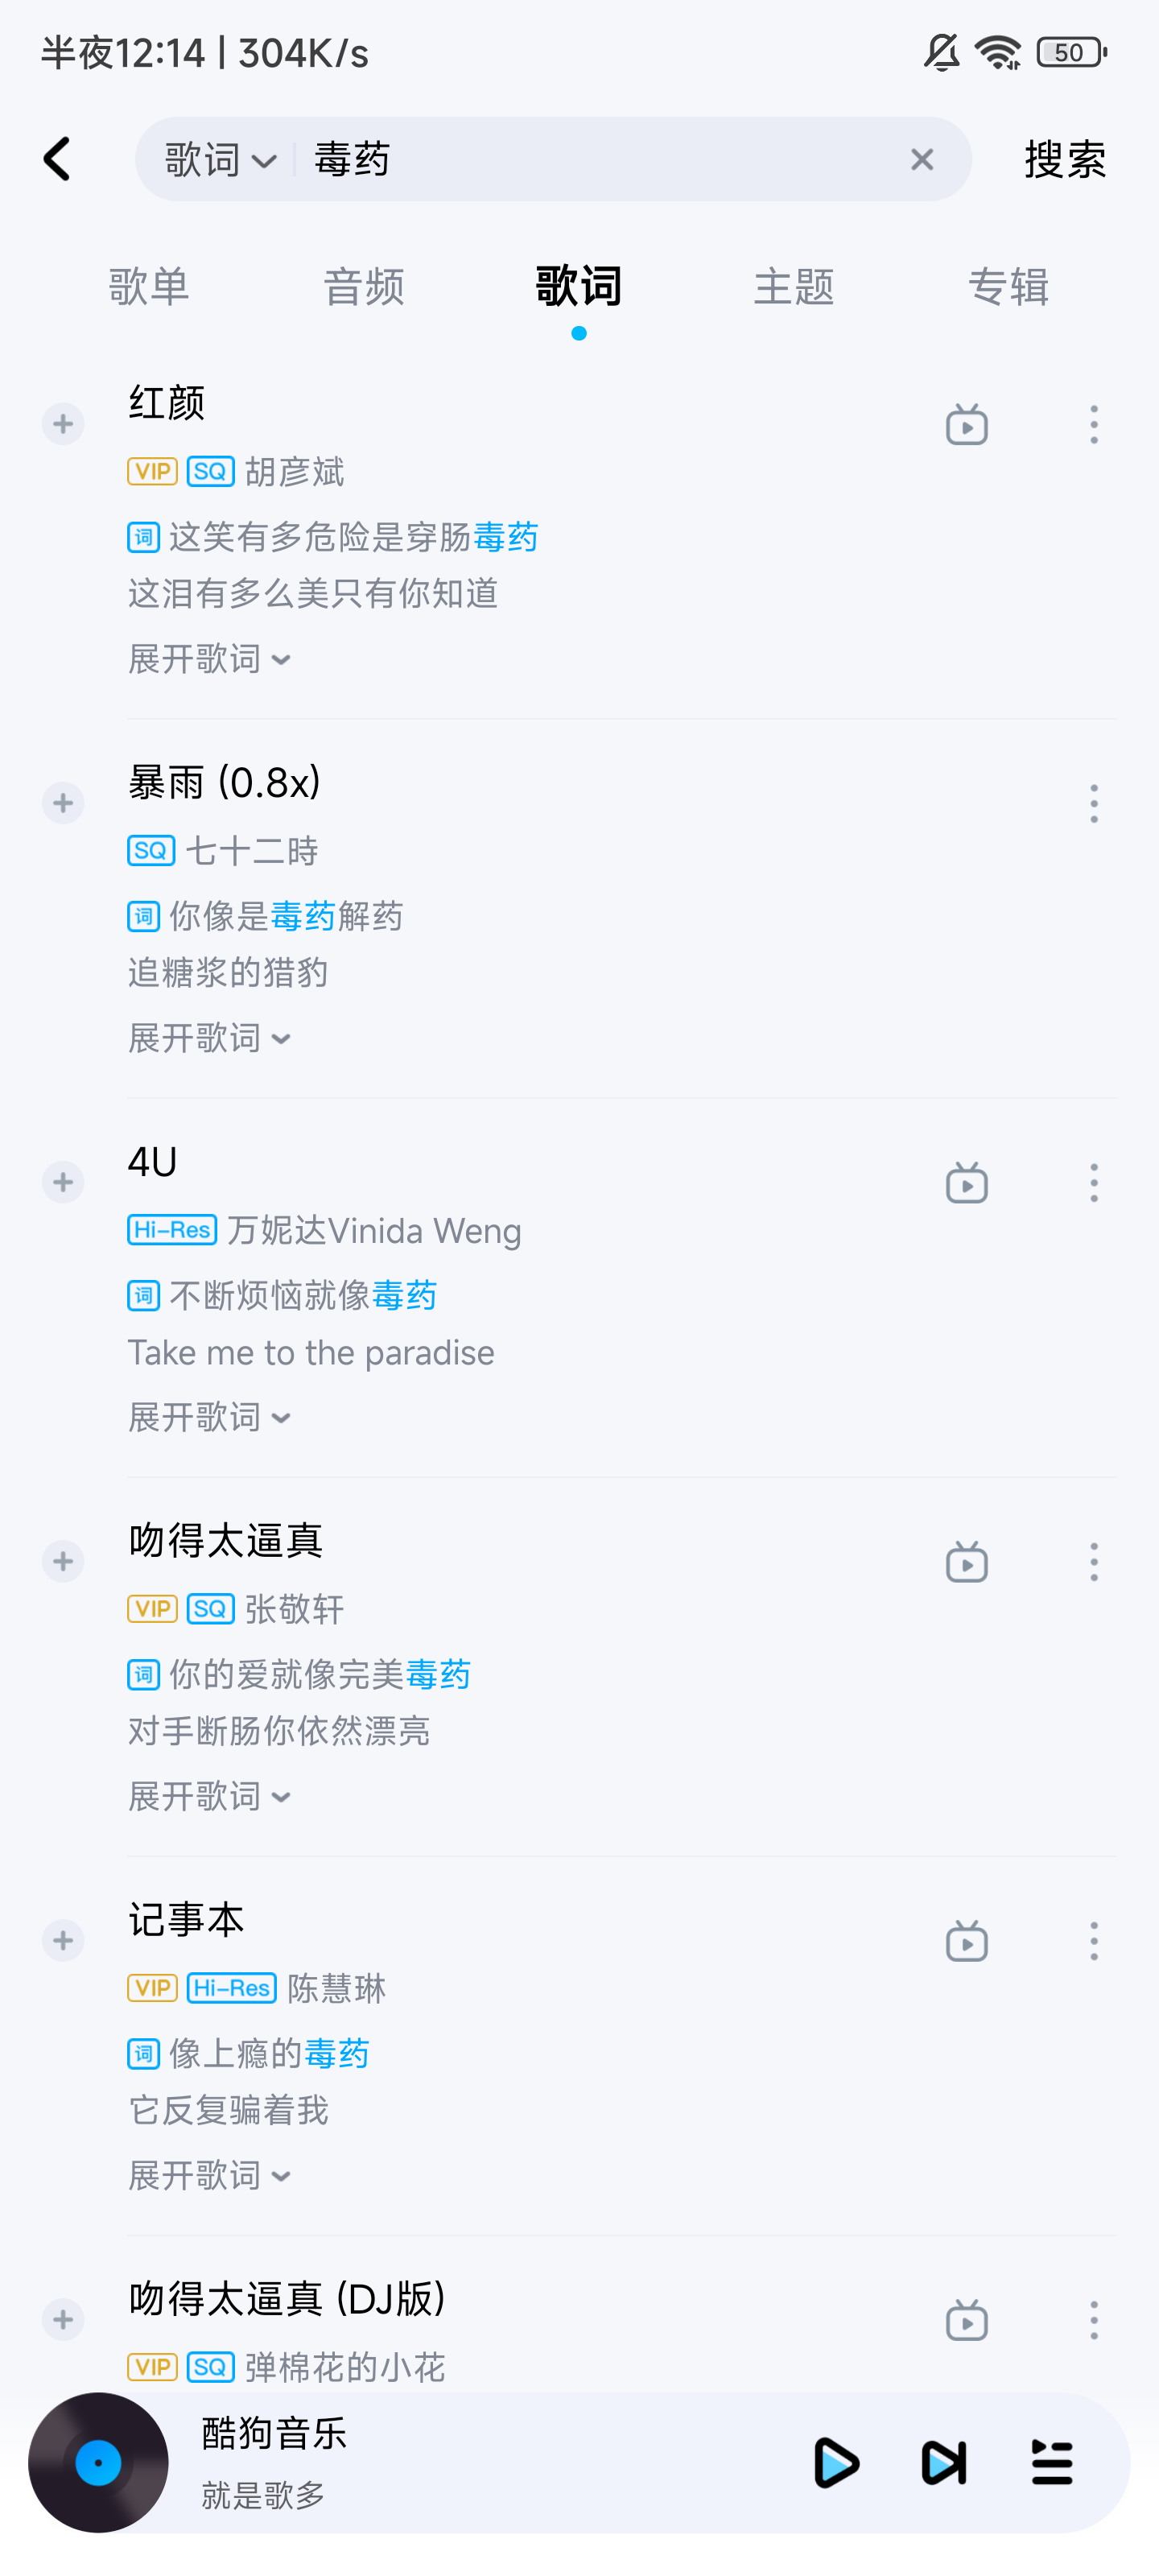 半夜12:14 | 304K/s 50
歌词 毒药 搜索
歌单 音频 歌词 主题 专辑
红颜
VIP SQ 胡彦斌
词 这笑有多危险是穿肠毒药
这泪有多么美只有你知道
展开歌词
暴雨 (0.8x)
SQ 七十二時
词 你像是毒药解药
追糖浆的猎豹
展开歌词
4U
Hi-Res 万妮达Vinida Weng
词 不断烦恼就像毒药
Take me to the paradise
展开歌词
吻得太逼真
VIP SQ 张敬轩
词 你的爱就像完美毒药
对手断肠你依然漂亮
展开歌词
记事本
VIP Hi-Res 陈慧琳
词 像上瘾的毒药
它反复骗着我
展开歌词
吻得太逼真 (DJ版)
VIP SQ 弹棉花的小花
酷狗音乐
就是歌多